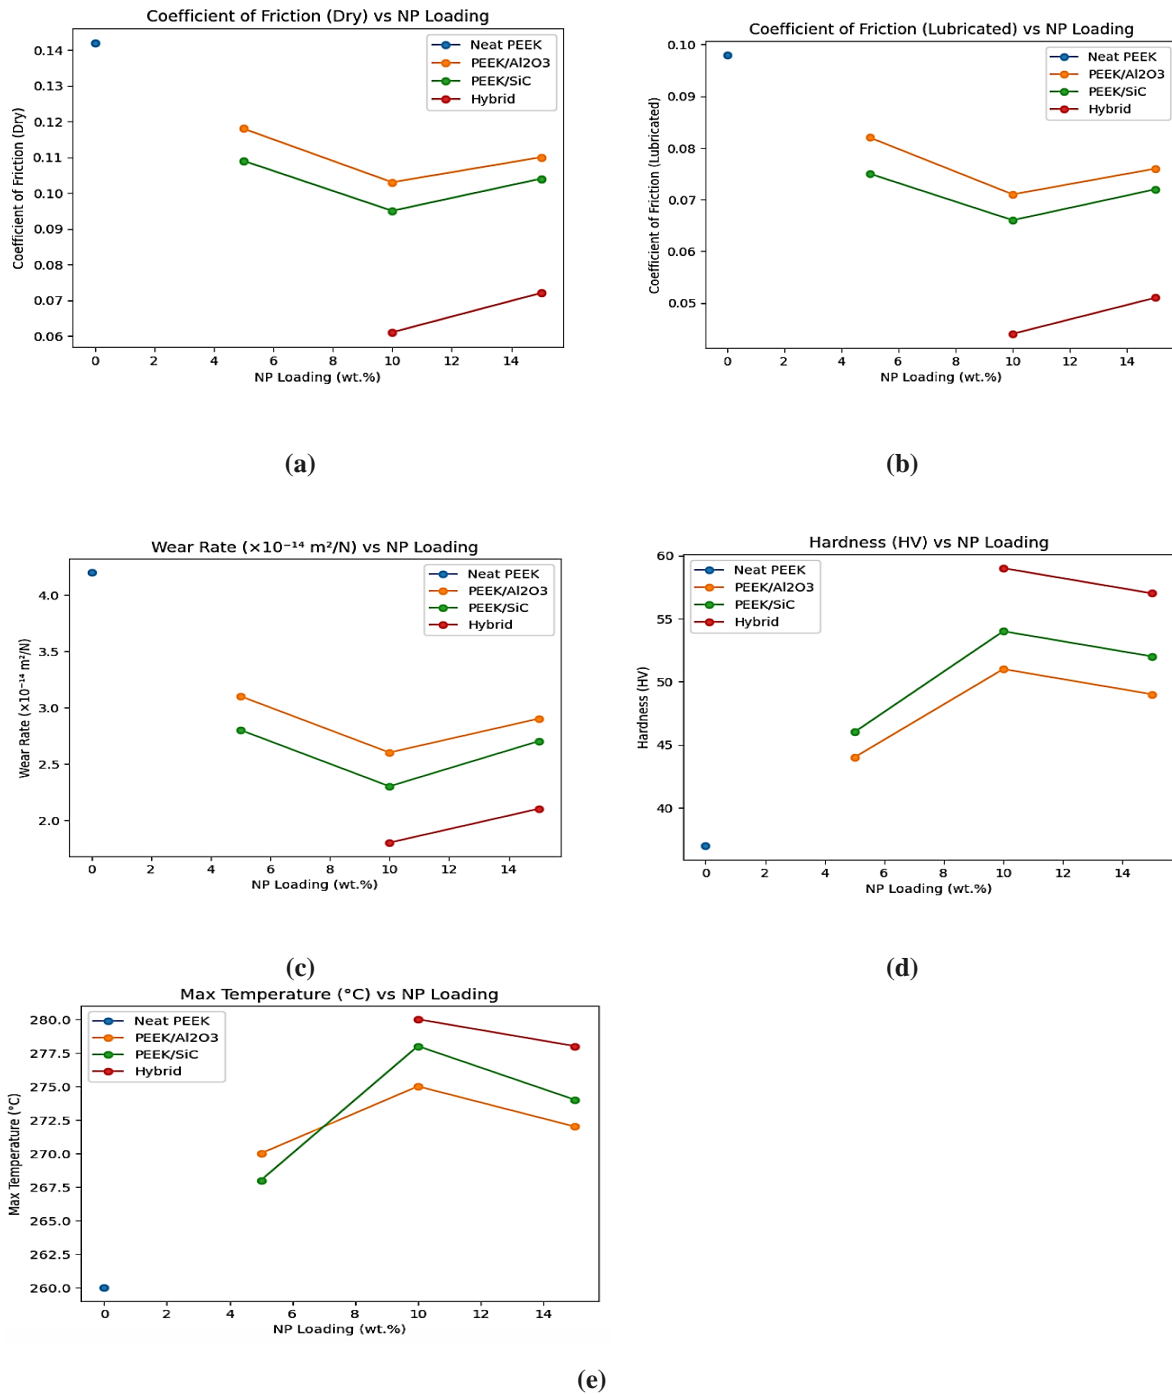 Coefficient of Friction (Dry) vs NP Loading
Coefficient of Friction (Dry)
0.14
0.13
0.12
0.11
0.10
0.09
0.08
0.07
0.06
Neat PEEK
PEEK/Al2O3
PEEK/SiC
Hybrid
0 2 4 6 8 10 12 14
NP Loading (wt.%)
(a)
Coefficient of Friction (Lubricated) vs NP Loading
Coefficient of Friction (Lubricated)
0.10
0.09
0.08
0.07
0.06
0.05
Neat PEEK
PEEK/Al2O3
PEEK/SiC
Hybrid
0 2 4 6 8 10 12 14
NP Loading (wt.%)
(b)
Wear Rate (×10⁻¹⁴ m²/N) vs NP Loading
Wear Rate (×10⁻¹⁴ m²/N)
4.0
3.5
3.0
2.5
2.0
Neat PEEK
PEEK/Al2O3
PEEK/SiC
Hybrid
0 2 4 6 8 10 12 14
NP Loading (wt.%)
(c)
Hardness (HV) vs NP Loading
Hardness (HV)
60
55
50
45
40
Neat PEEK
PEEK/Al2O3
PEEK/SiC
Hybrid
0 2 4 6 8 10 12 14
NP Loading (wt.%)
(d)
Max Temperature (°C) vs NP Loading
Max Temperature (°C)
280.0
277.5
275.0
272.5
270.0
267.5
265.0
262.5
260.0
Neat PEEK
PEEK/Al2O3
PEEK/SiC
Hybrid
0 2 4 6 8 10 12 14
NP Loading (wt.%)
(e)